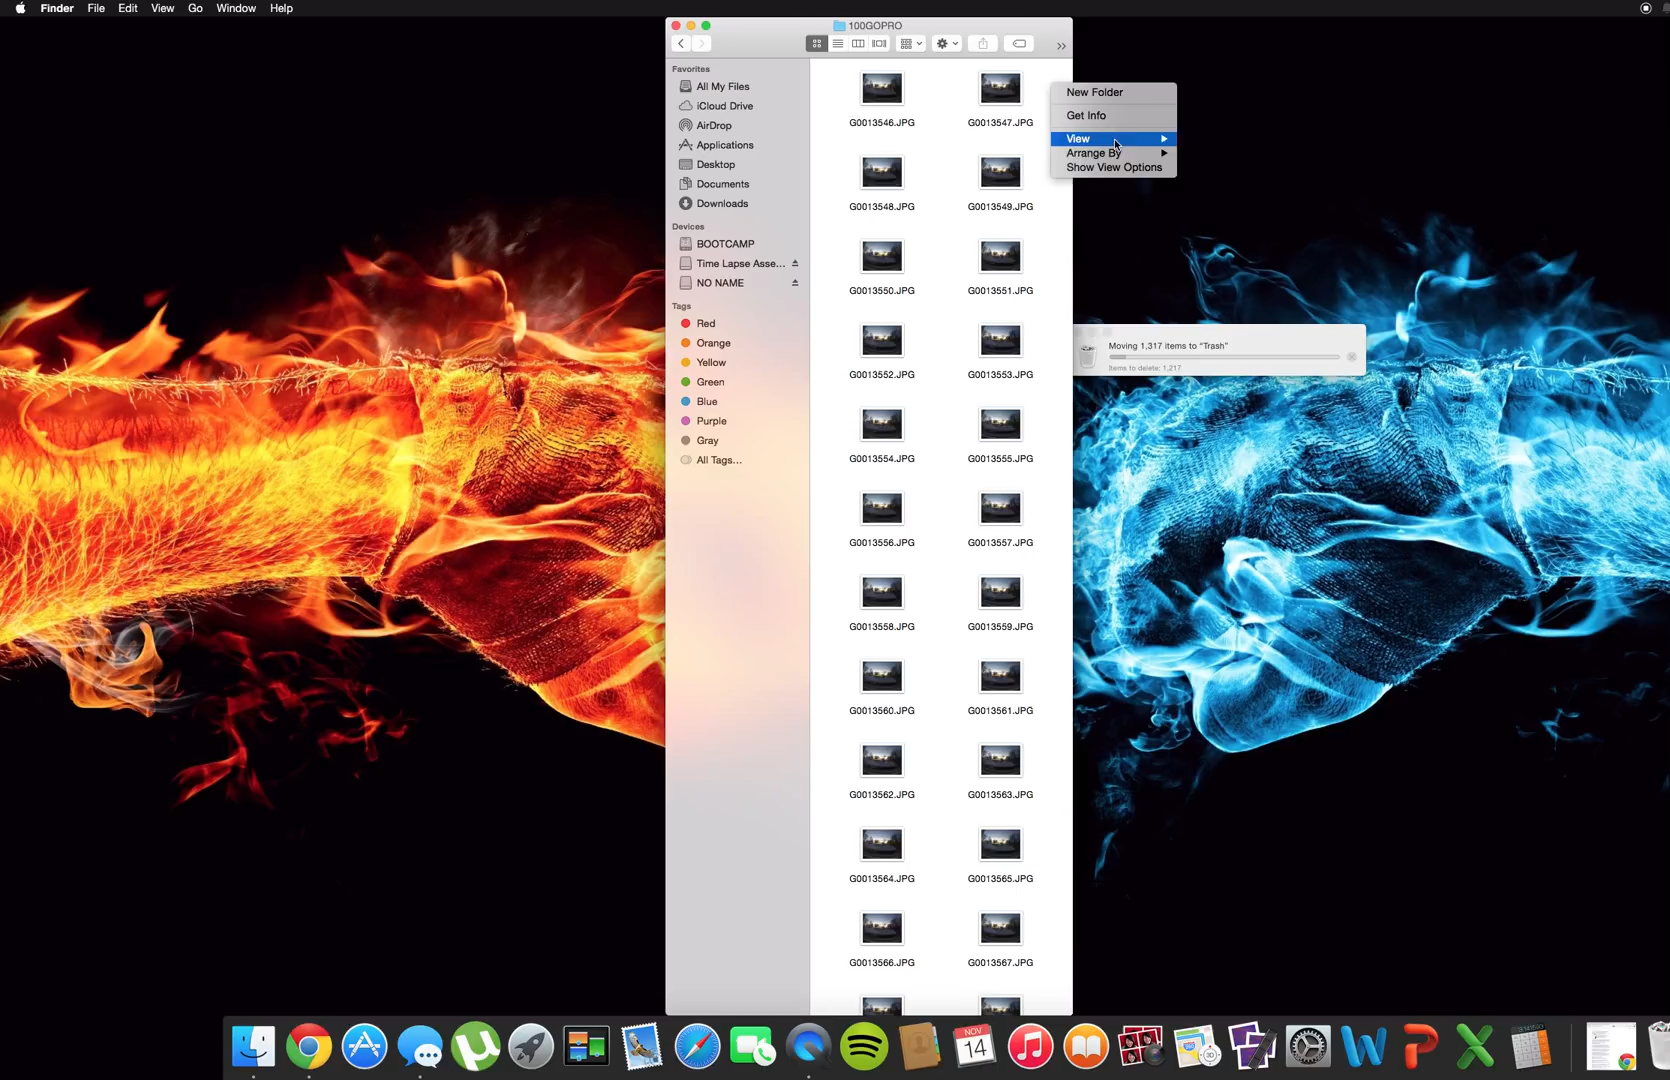 Finder File Edit View Go Window Help
100GOPRO
Favorites
All My Files
iCloud Drive
AirDrop
Applications
Desktop
Documents
Downloads
Devices
BOOTCAMP
Time Lapse Asse...
NO NAME
Tags
Red
Orange
Yellow
Green
Blue
Purple
Gray
All Tags...
G0013546.JPG G0013547.JPG
G0013548.JPG G0013549.JPG
G0013550.JPG G0013551.JPG
G0013552.JPG G0013553.JPG
G0013554.JPG G0013555.JPG
G0013556.JPG G0013557.JPG
G0013558.JPG G0013559.JPG
G0013560.JPG G0013561.JPG
G0013562.JPG G0013563.JPG
G0013564.JPG G0013565.JPG
G0013566.JPG G0013567.JPG
New Folder
Get Info
View
Arrange By
Show View Options
Moving 1,317 items to “Trash”
Items to delete: 1,217
NOV
14
3D